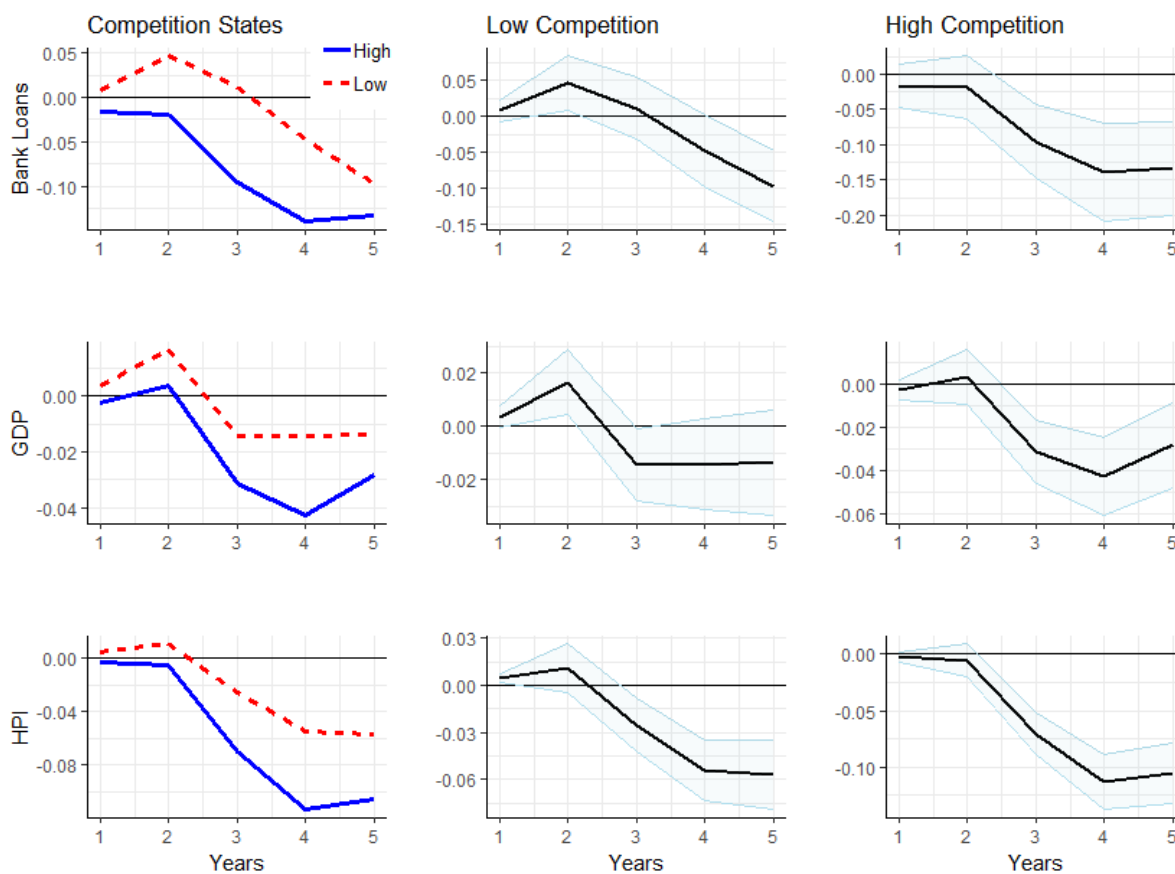 Competition States
Low Competition
High Competition
High
Low
Bank Loans
0.05
0.00
-0.05
-0.10
1 2 3 4 5
0.05
0.00
-0.05
-0.10
-0.15
1 2 3 4 5
0.00
-0.05
-0.10
-0.15
-0.20
1 2 3 4 5
GDP
0.00
-0.02
-0.04
1 2 3 4 5
0.02
0.00
-0.02
1 2 3 4 5
0.00
-0.02
-0.04
-0.06
1 2 3 4 5
HPI
0.00
-0.04
-0.08
1 2 3 4 5
Years
0.03
0.00
-0.03
-0.06
1 2 3 4 5
Years
0.00
-0.05
-0.10
1 2 3 4 5
Years